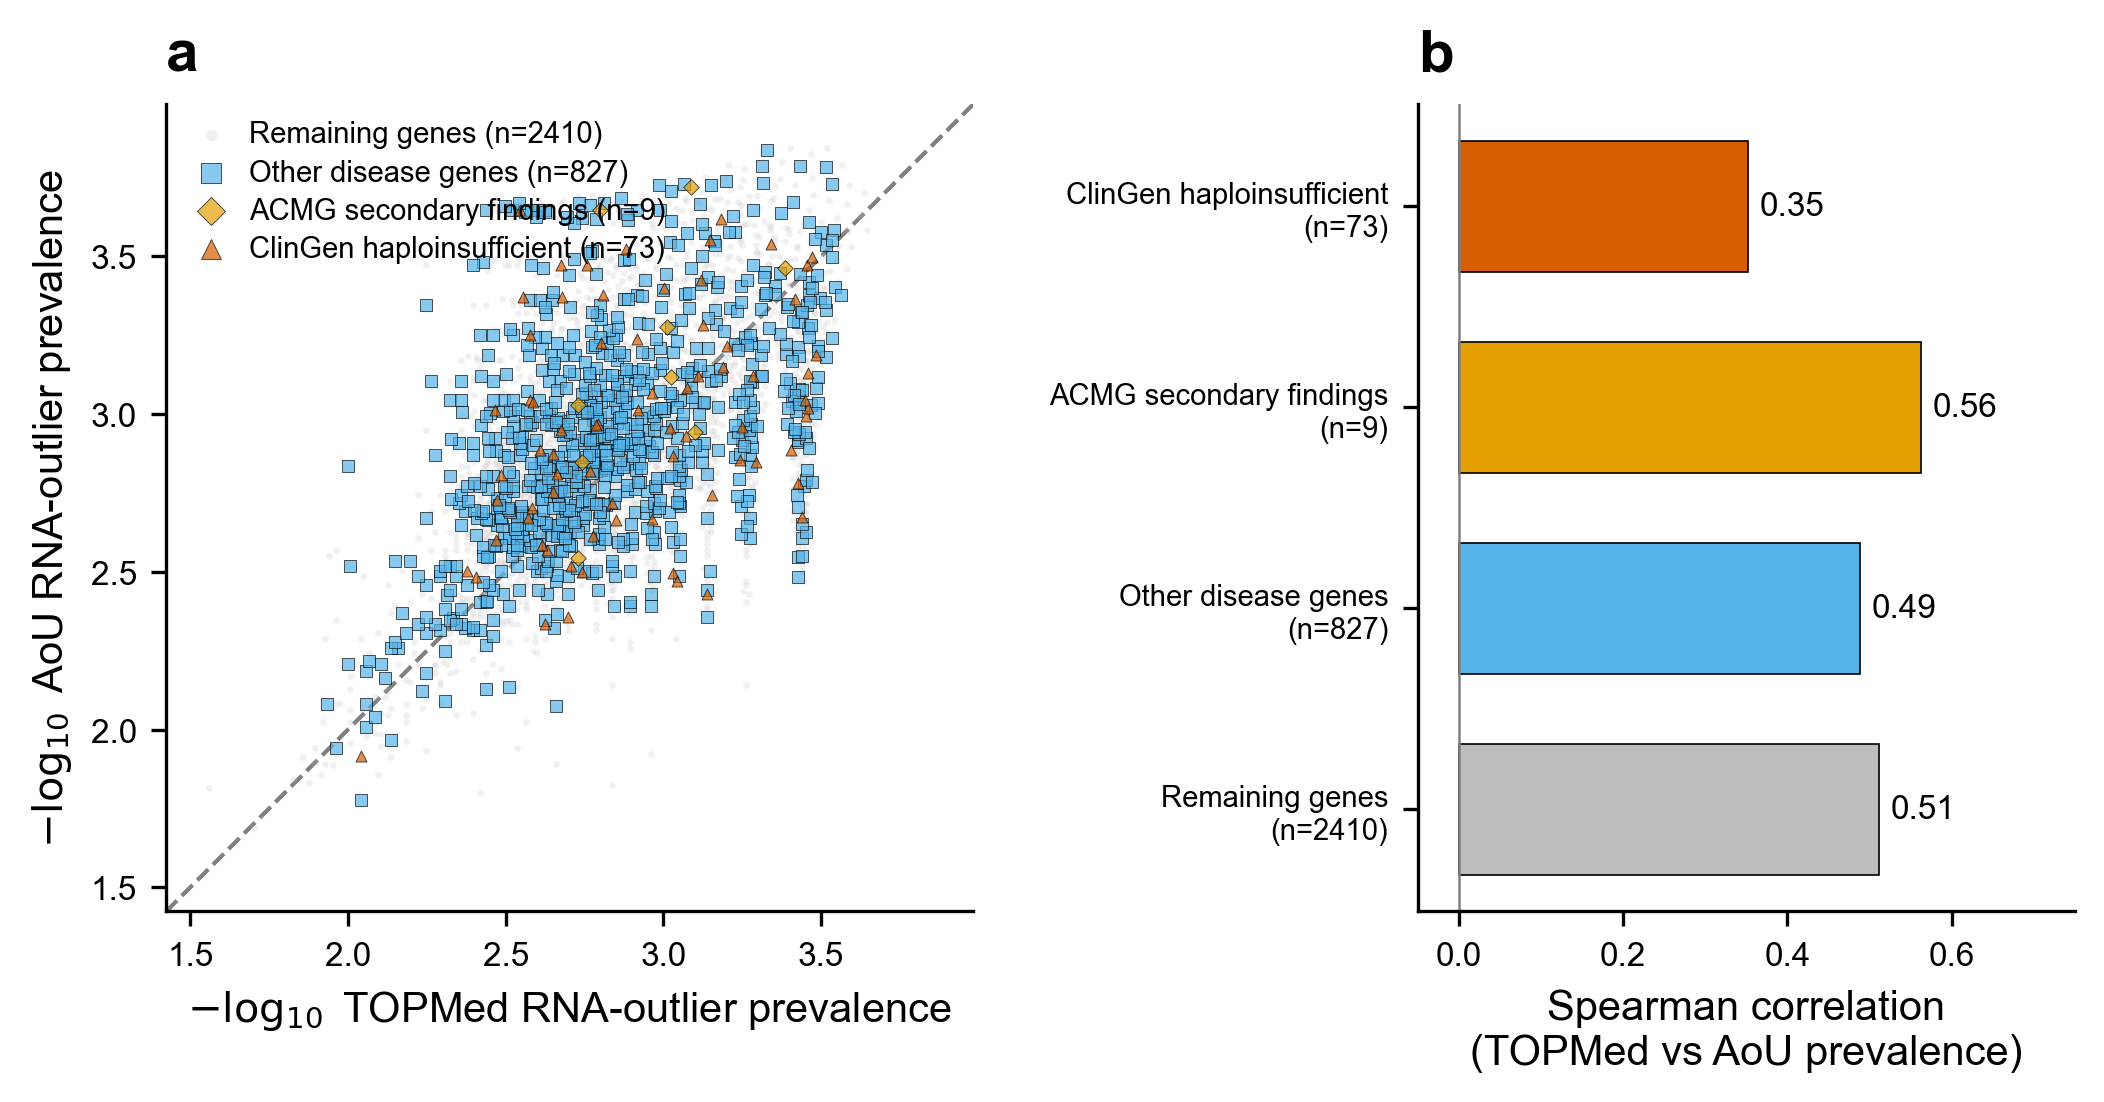 a
Remaining genes (n=2410)
Other disease genes (n=827)
ACMG secondary findings (n=9)
ClinGen haploinsufficient (n=73)
−log₁₀ AoU RNA-outlier prevalence
3.5
3.0
2.5
2.0
1.5
1.5 2.0 2.5 3.0 3.5
−log₁₀ TOPMed RNA-outlier prevalence
b
ClinGen haploinsufficient
(n=73)
0.35
ACMG secondary findings
(n=9)
0.56
Other disease genes
(n=827)
0.49
Remaining genes
(n=2410)
0.51
0.0 0.2 0.4 0.6
Spearman correlation
(TOPMed vs AoU prevalence)